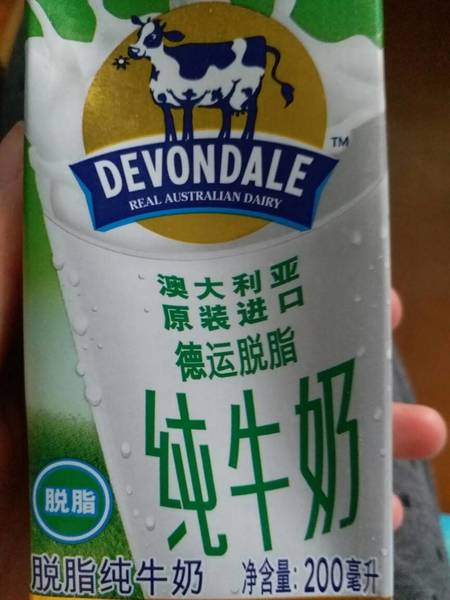 DEVONDALE
TM
REAL AUSTRALIAN DAIRY
澳大利亚
原装进口
德运脱脂
纯牛奶
脱脂
脱脂纯牛奶 净含量:200毫升